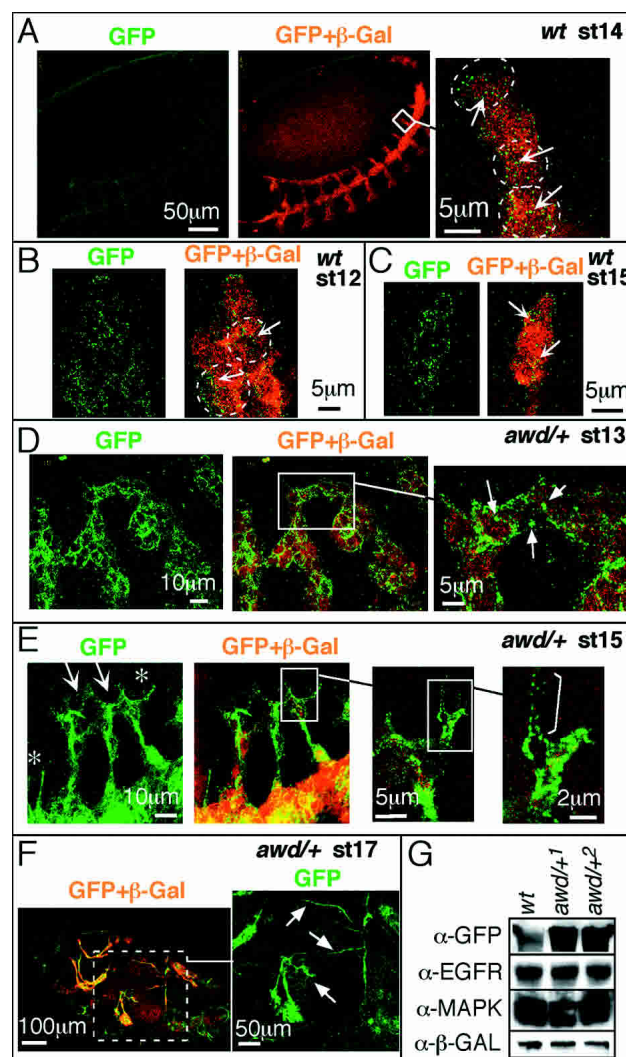 A GFP GFP+β-Gal wt st14
50μm
5μm
B GFP GFP+β-Gal wt st12
5μm
C GFP GFP+β-Gal wt st15
5μm
D GFP GFP+β-Gal awd/+ st13
10μm
5μm
E GFP GFP+β-Gal awd/+ st15
* *
10μm
5μm
2μm
F awd/+ st17
GFP+β-Gal GFP
100μm
50μm
G wt awd/+1 awd/+2
α-GFP
α-EGFR
α-MAPK
α-β-GAL